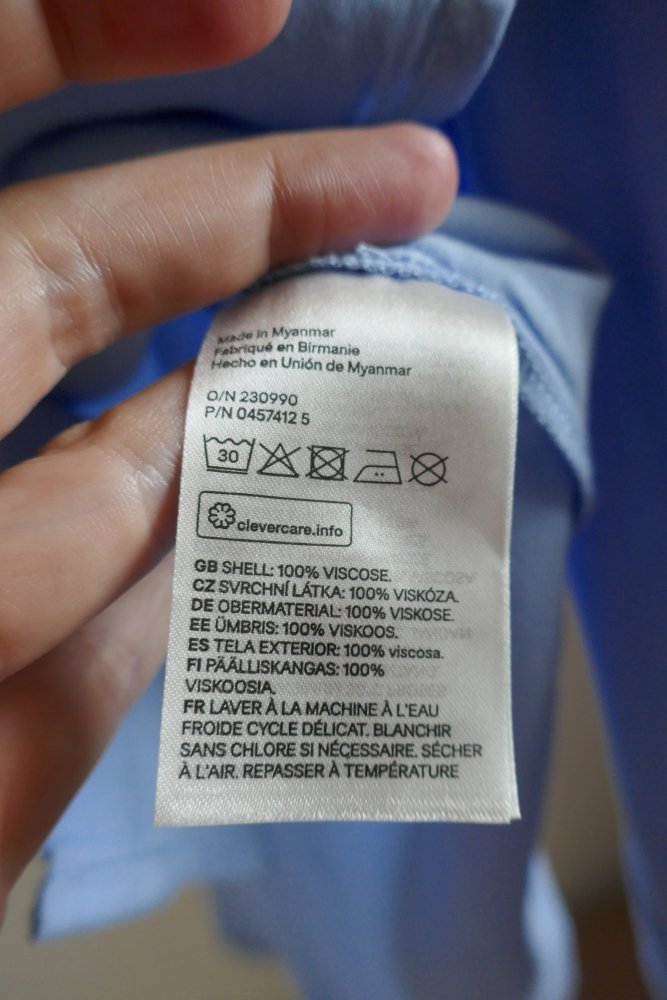 Made in Myanmar
Fabriqué en Birmanie
Hecho en Unión de Myanmar
O/N 230990
P/N 0457412 5
30
clevercare.info
GB SHELL: 100% VISCOSE.
CZ SVRCHNÍ LÁTKA: 100% VISKÓZA.
DE OBERMATERIAL: 100% VISKOSE.
EE ÜMBRIS: 100% VISKOOS.
ES TELA EXTERIOR: 100% viscosa.
FI PÄÄLLISKANGAS: 100%
VISKOOSIA.
FR LAVER À LA MACHINE À L'EAU
FROIDE CYCLE DÉLICAT. BLANCHIR
SANS CHLORE SI NÉCESSAIRE. SÉCHER
À L'AIR. REPASSER À TEMPÉRATURE